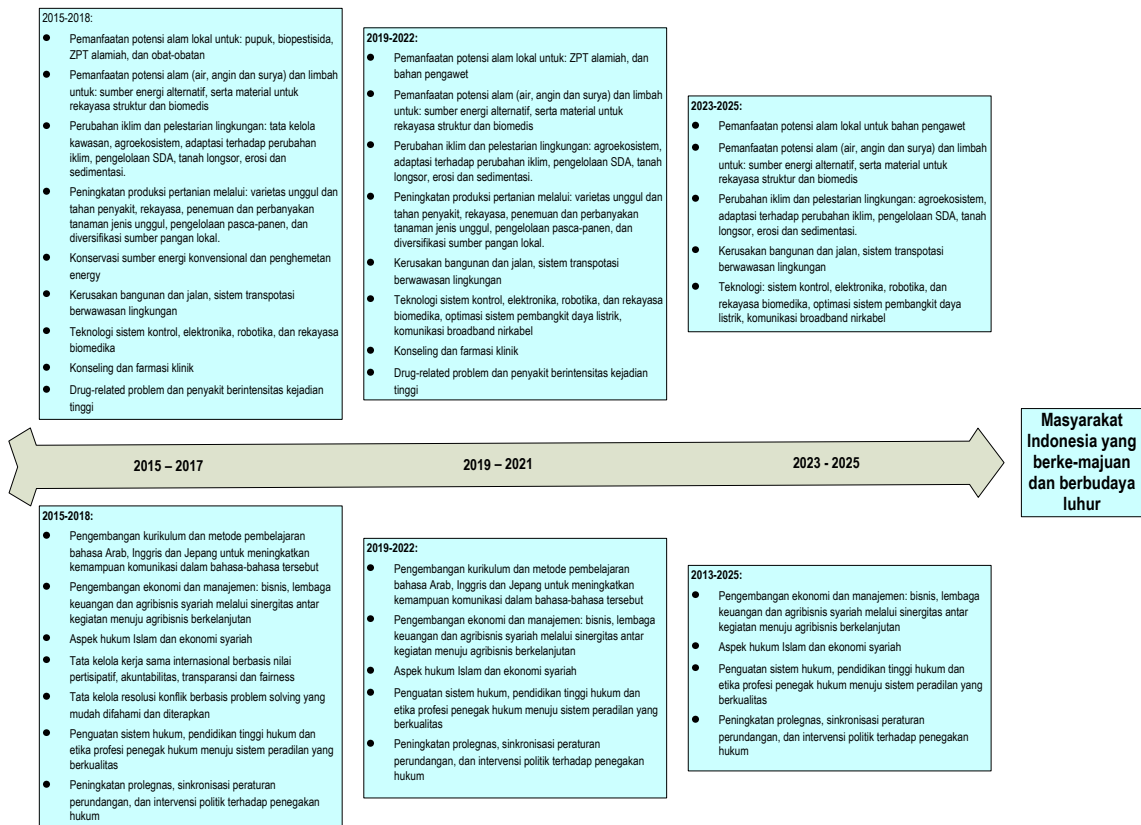 2015-2018:
● Pemanfaatan potensi alam lokal untuk: pupuk, biopestisida,
ZPT alamiah, dan obat-obatan
● Pemanfaatan potensi alam (air, angin dan surya) dan limbah
untuk: sumber energi alternatif, serta material untuk
rekayasa struktur dan biomedis
● Perubahan iklim dan pelestarian lingkungan: tata kelola
kawasan, agroekosistem, adaptasi terhadap perubahan
iklim, pengelolaan SDA, tanah longsor, erosi dan
sedimentasi.
● Peningkatan produksi pertanian melalui: varietas unggul dan
tahan penyakit, rekayasa, penemuan dan perbanyakan
tanaman jenis unggul, pengelolaan pasca-panen, dan
diversifikasi sumber pangan lokal.
● Konservasi sumber energi konvensional dan penghemetan
energy
● Kerusakan bangunan dan jalan, sistem transpotasi
berwawasan lingkungan
● Teknologi sistem kontrol, elektronika, robotika, dan rekayasa
biomedika
● Konseling dan farmasi klinik
● Drug-related problem dan penyakit berintensitas kejadian
tinggi
2019-2022:
● Pemanfaatan potensi alam lokal untuk: ZPT alamiah, dan
bahan pengawet
● Pemanfaatan potensi alam (air, angin dan surya) dan limbah
untuk: sumber energi alternatif, serta material untuk
rekayasa struktur dan biomedis
● Perubahan iklim dan pelestarian lingkungan: agroekosistem,
adaptasi terhadap perubahan iklim, pengelolaan SDA, tanah
longsor, erosi dan sedimentasi.
● Peningkatan produksi pertanian melalui: varietas unggul dan
tahan penyakit, rekayasa, penemuan dan perbanyakan
tanaman jenis unggul, pengelolaan pasca-panen, dan
diversifikasi sumber pangan lokal.
● Kerusakan bangunan dan jalan, sistem transpotasi
berwawasan lingkungan
● Teknologi sistem kontrol, elektronika, robotika, dan rekayasa
biomedika, optimasi sistem pembangkit daya listrik,
komunikasi broadband nirkabel
● Konseling dan farmasi klinik
● Drug-related problem dan penyakit berintensitas kejadian
tinggi
2023-2025:
● Pemanfaatan potensi alam lokal untuk bahan pengawet
● Pemanfaatan potensi alam (air, angin dan surya) dan limbah
untuk: sumber energi alternatif, serta material untuk
rekayasa struktur dan biomedis
● Perubahan iklim dan pelestarian lingkungan: agroekosistem,
adaptasi terhadap perubahan iklim, pengelolaan SDA, tanah
longsor, erosi dan sedimentasi.
● Kerusakan bangunan dan jalan, sistem transpotasi
berwawasan lingkungan
● Teknologi: sistem kontrol, elektronika, robotika, dan
rekayasa biomedika, optimasi sistem pembangkit daya
listrik, komunikasi broadband nirkabel
2015 – 2017
2019 – 2021
2023 - 2025
Masyarakat
Indonesia yang
berke-majuan
dan berbudaya
luhur
2015-2018:
● Pengembangan kurikulum dan metode pembelajaran
bahasa Arab, Inggris dan Jepang untuk meningkatkan
kemampuan komunikasi dalam bahasa-bahasa tersebut
● Pengembangan ekonomi dan manajemen: bisnis, lembaga
keuangan dan agribisnis syariah melalui sinergitas antar
kegiatan menuju agribisnis berkelanjutan
● Aspek hukum Islam dan ekonomi syariah
● Tata kelola kerja sama internasional berbasis nilai
pertisipatif, akuntabilitas, transparansi dan fairness
● Tata kelola resolusi konflik berbasis problem solving yang
mudah difahami dan diterapkan
● Penguatan sistem hukum, pendidikan tinggi hukum dan
etika profesi penegak hukum menuju sistem peradilan yang
berkualitas
● Peningkatan prolegnas, sinkronisasi peraturan
perundangan, dan intervensi politik terhadap penegakan
hukum
2019-2022:
● Pengembangan kurikulum dan metode pembelajaran
bahasa Arab, Inggris dan Jepang untuk meningkatkan
kemampuan komunikasi dalam bahasa-bahasa tersebut
● Pengembangan ekonomi dan manajemen: bisnis, lembaga
keuangan dan agribisnis syariah melalui sinergitas antar
kegiatan menuju agribisnis berkelanjutan
● Aspek hukum Islam dan ekonomi syariah
● Penguatan sistem hukum, pendidikan tinggi hukum dan
etika profesi penegak hukum menuju sistem peradilan yang
berkualitas
● Peningkatan prolegnas, sinkronisasi peraturan
perundangan, dan intervensi politik terhadap penegakan
hukum
2013-2025:
● Pengembangan ekonomi dan manajemen: bisnis, lembaga
keuangan dan agribisnis syariah melalui sinergitas antar
kegiatan menuju agribisnis berkelanjutan
● Aspek hukum Islam dan ekonomi syariah
● Penguatan sistem hukum, pendidikan tinggi hukum dan
etika profesi penegak hukum menuju sistem peradilan yang
berkualitas
● Peningkatan prolegnas, sinkronisasi peraturan
perundangan, dan intervensi politik terhadap penegakan
hukum